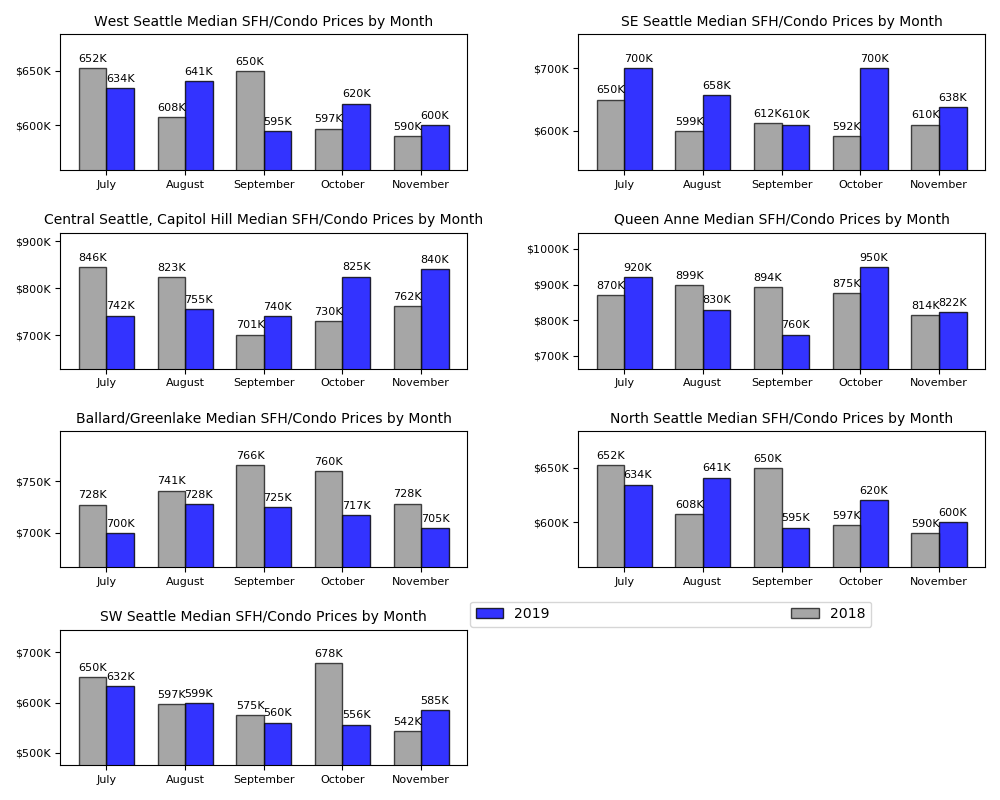 West Seattle Median SFH/Condo Prices by Month
$650K
$600K
652K 634K 608K 641K 650K 595K 597K 620K 590K 600K
July August September October November
SE Seattle Median SFH/Condo Prices by Month
$700K
$600K
650K 700K 599K 658K 612K 610K 592K 700K 610K 638K
July August September October November
Central Seattle, Capitol Hill Median SFH/Condo Prices by Month
$900K
$800K
$700K
846K 742K 823K 755K 701K 740K 730K 825K 762K 840K
July August September October November
Queen Anne Median SFH/Condo Prices by Month
$1000K
$900K
$800K
$700K
870K 920K 899K 830K 894K 760K 875K 950K 814K 822K
July August September October November
Ballard/Greenlake Median SFH/Condo Prices by Month
$750K
$700K
728K 700K 741K 728K 766K 725K 760K 717K 728K 705K
July August September October November
North Seattle Median SFH/Condo Prices by Month
$650K
$600K
652K 634K 608K 641K 650K 595K 597K 620K 590K 600K
July August September October November
SW Seattle Median SFH/Condo Prices by Month
$700K
$600K
$500K
650K 632K 597K 599K 575K 560K 678K 556K 542K 585K
July August September October November
2019 2018